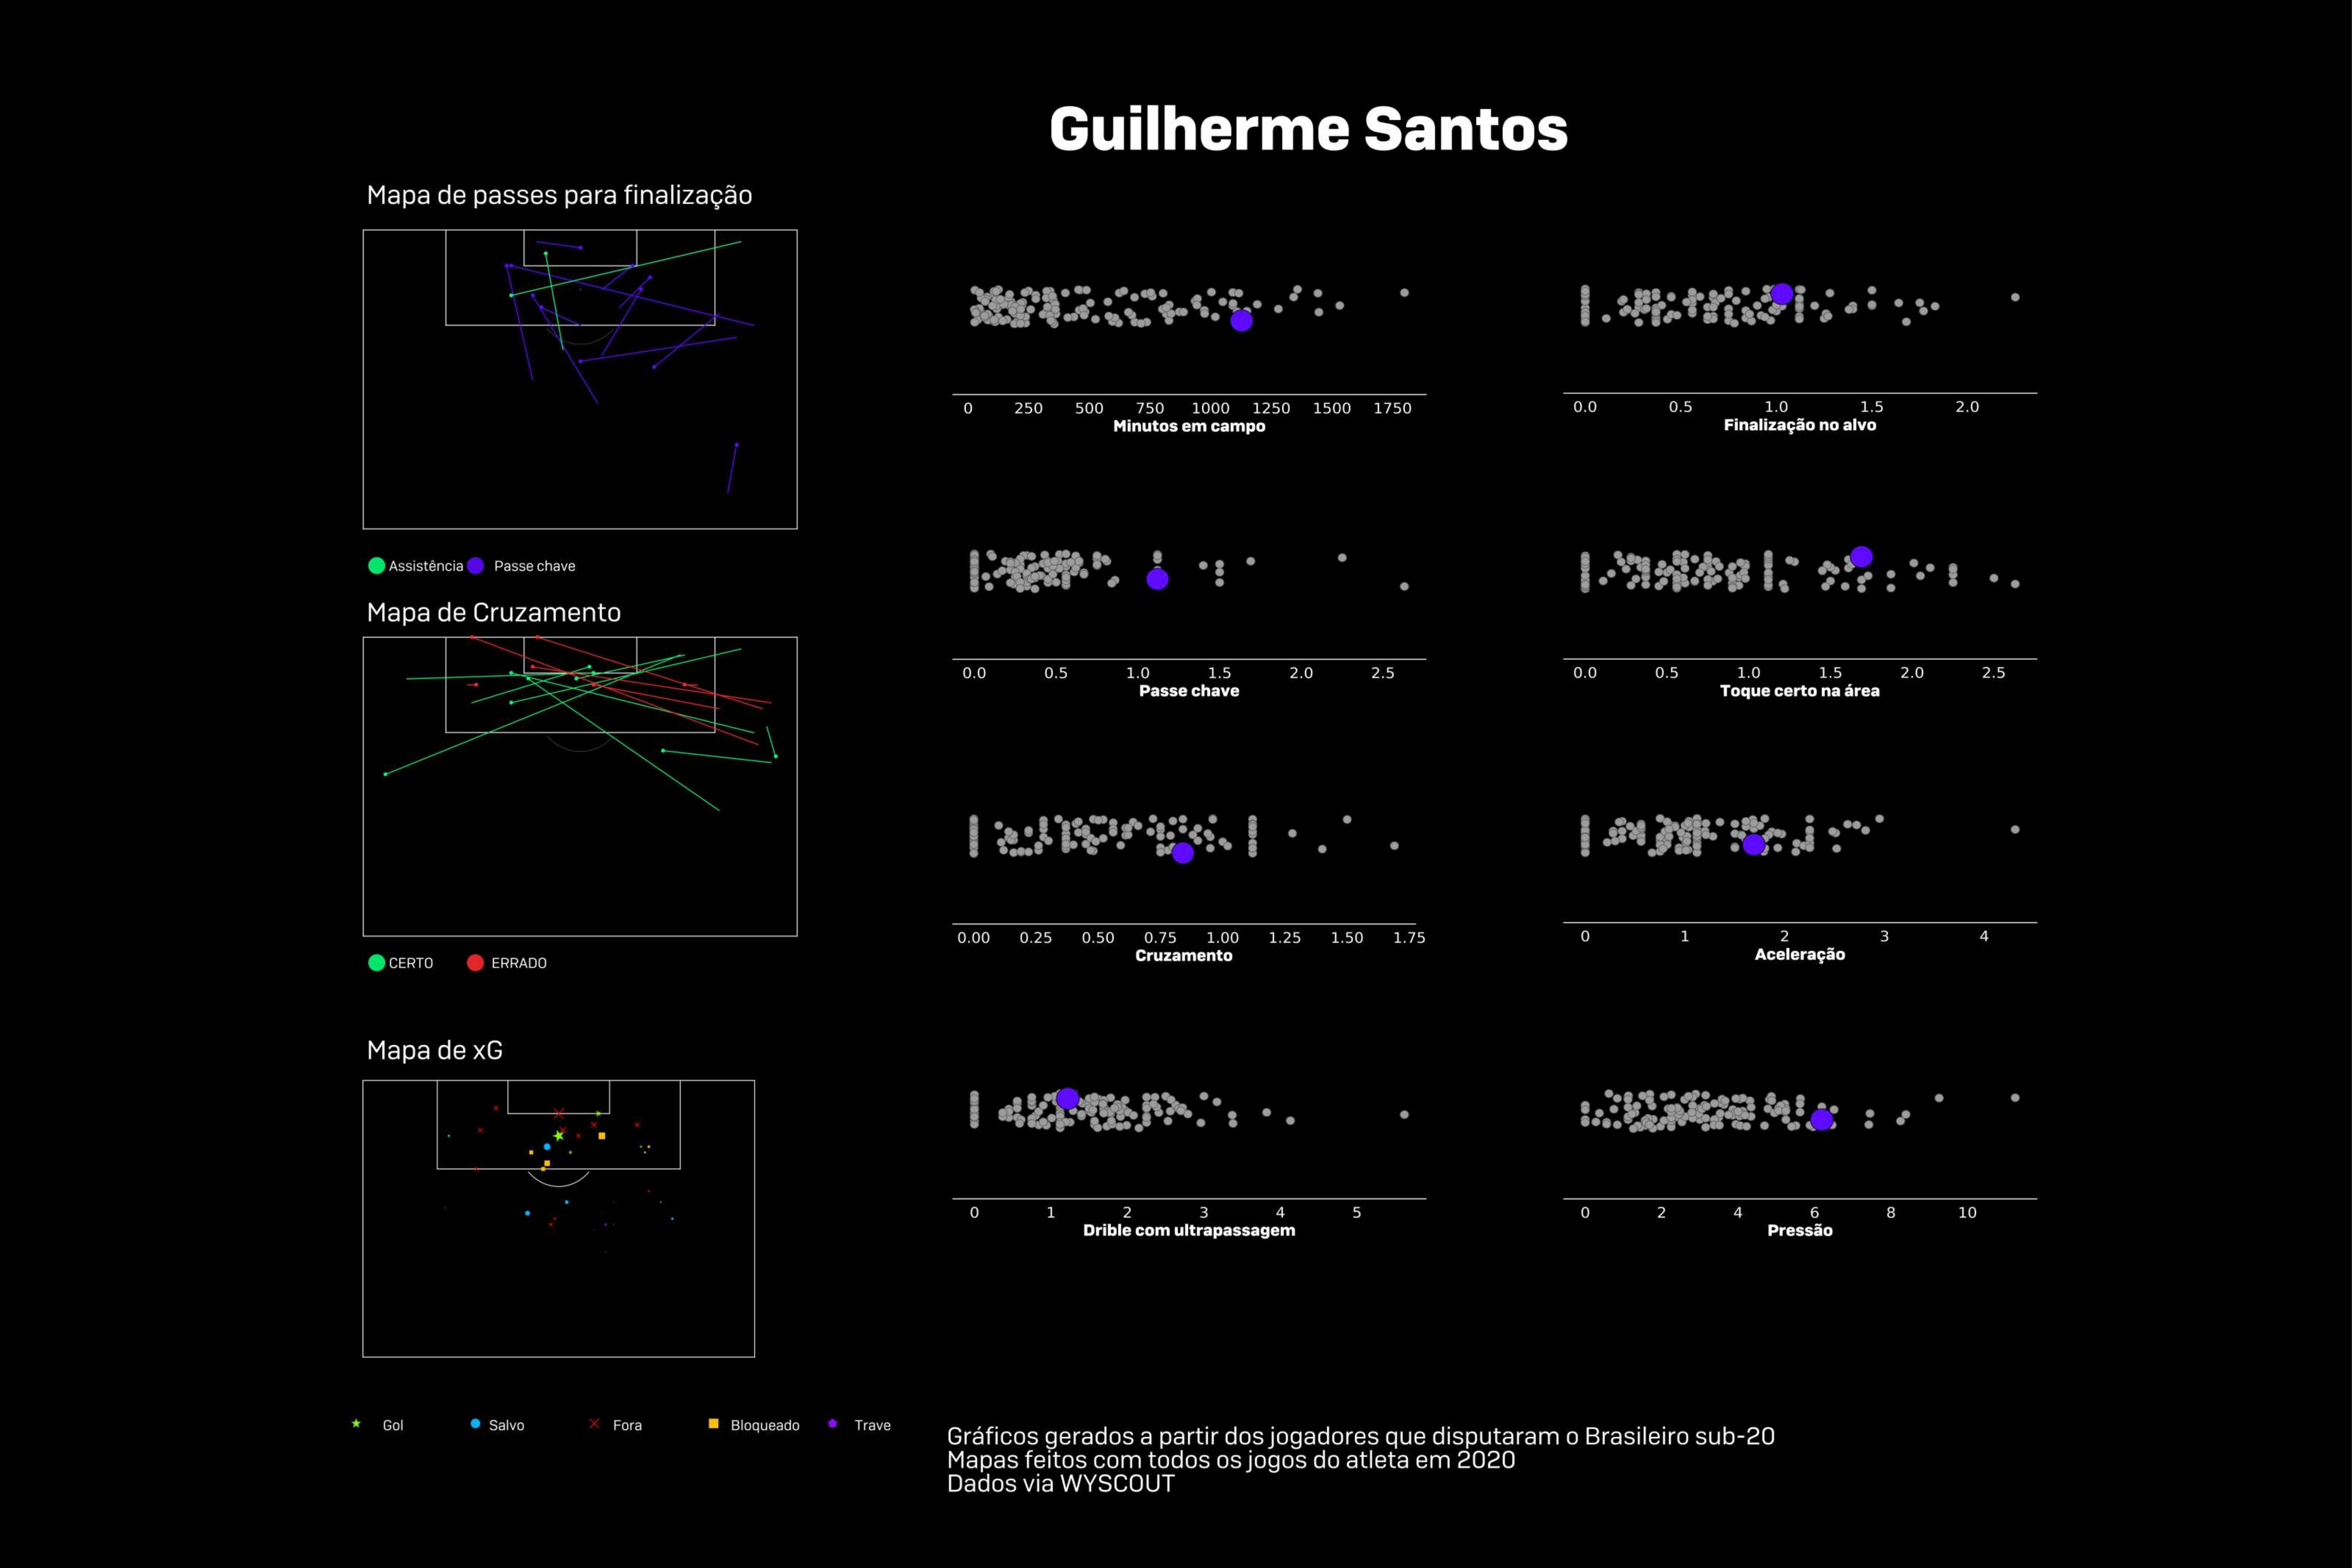 Guilherme Santos
Mapa de passes para finalização
Assistência Passe chave
Mapa de Cruzamento
CERTO ERRADO
Mapa de xG
Gol Salvo Fora Bloqueado Trave
0 250 500 750 1000 1250 1500 1750
Minutos em campo
0.0 0.5 1.0 1.5 2.0
Finalização no alvo
0.0 0.5 1.0 1.5 2.0 2.5
Passe chave
0.0 0.5 1.0 1.5 2.0 2.5
Toque certo na área
0.00 0.25 0.50 0.75 1.00 1.25 1.50 1.75
Cruzamento
0 1 2 3 4
Aceleração
0 1 2 3 4 5
Drible com ultrapassagem
0 2 4 6 8 10
Pressão
Gráficos gerados a partir dos jogadores que disputaram o Brasileiro sub-20
Mapas feitos com todos os jogos do atleta em 2020
Dados via WYSCOUT